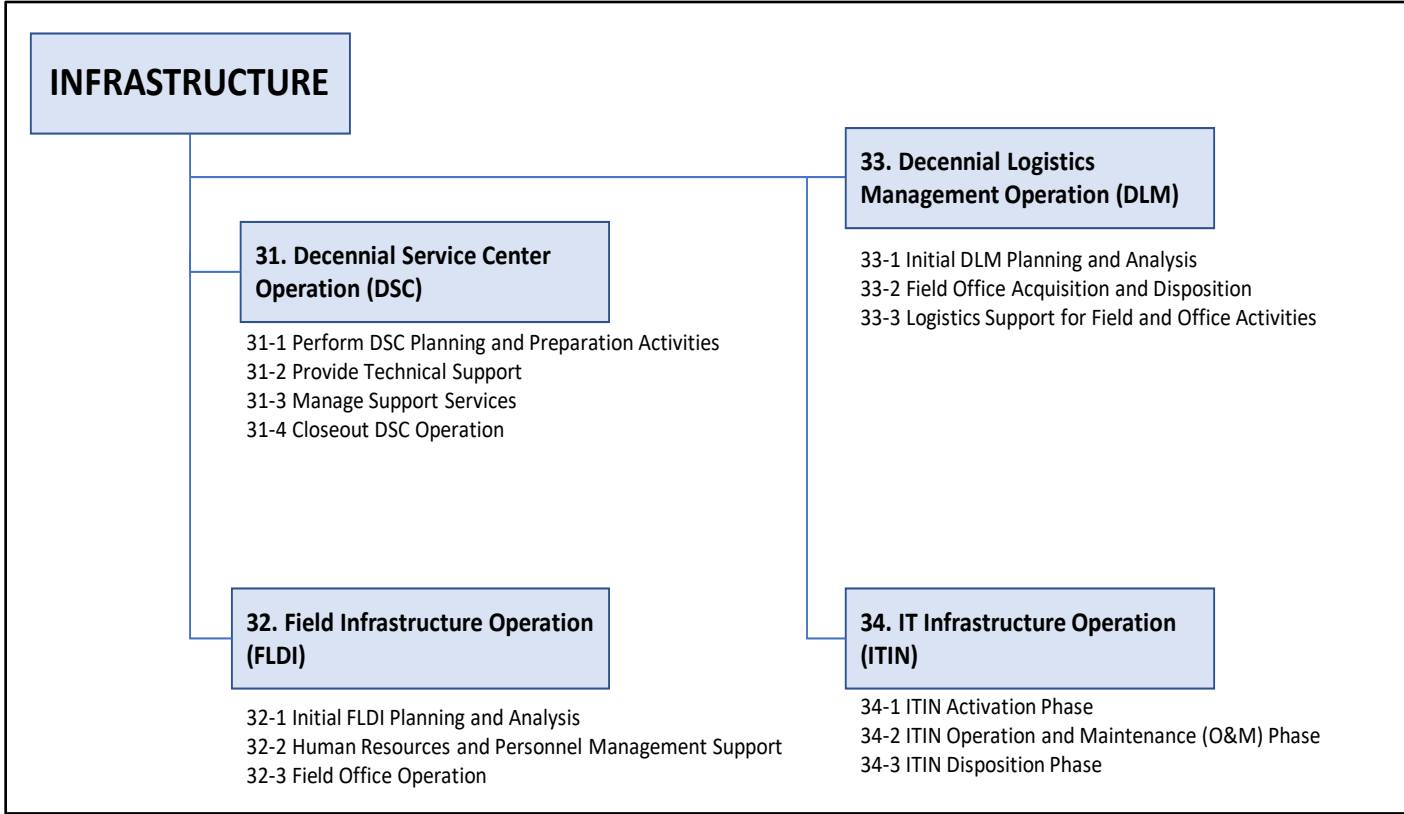 INFRASTRUCTURE
31. Decennial Service Center
Operation (DSC)
31-1 Perform DSC Planning and Preparation Activities
31-2 Provide Technical Support
31-3 Manage Support Services
31-4 Closeout DSC Operation
32. Field Infrastructure Operation
(FLDI)
32-1 Initial FLDI Planning and Analysis
32-2 Human Resources and Personnel Management Support
32-3 Field Office Operation
33. Decennial Logistics
Management Operation (DLM)
33-1 Initial DLM Planning and Analysis
33-2 Field Office Acquisition and Disposition
33-3 Logistics Support for Field and Office Activities
34. IT Infrastructure Operation
(ITIN)
34-1 ITIN Activation Phase
34-2 ITIN Operation and Maintenance (O&M) Phase
34-3 ITIN Disposition Phase